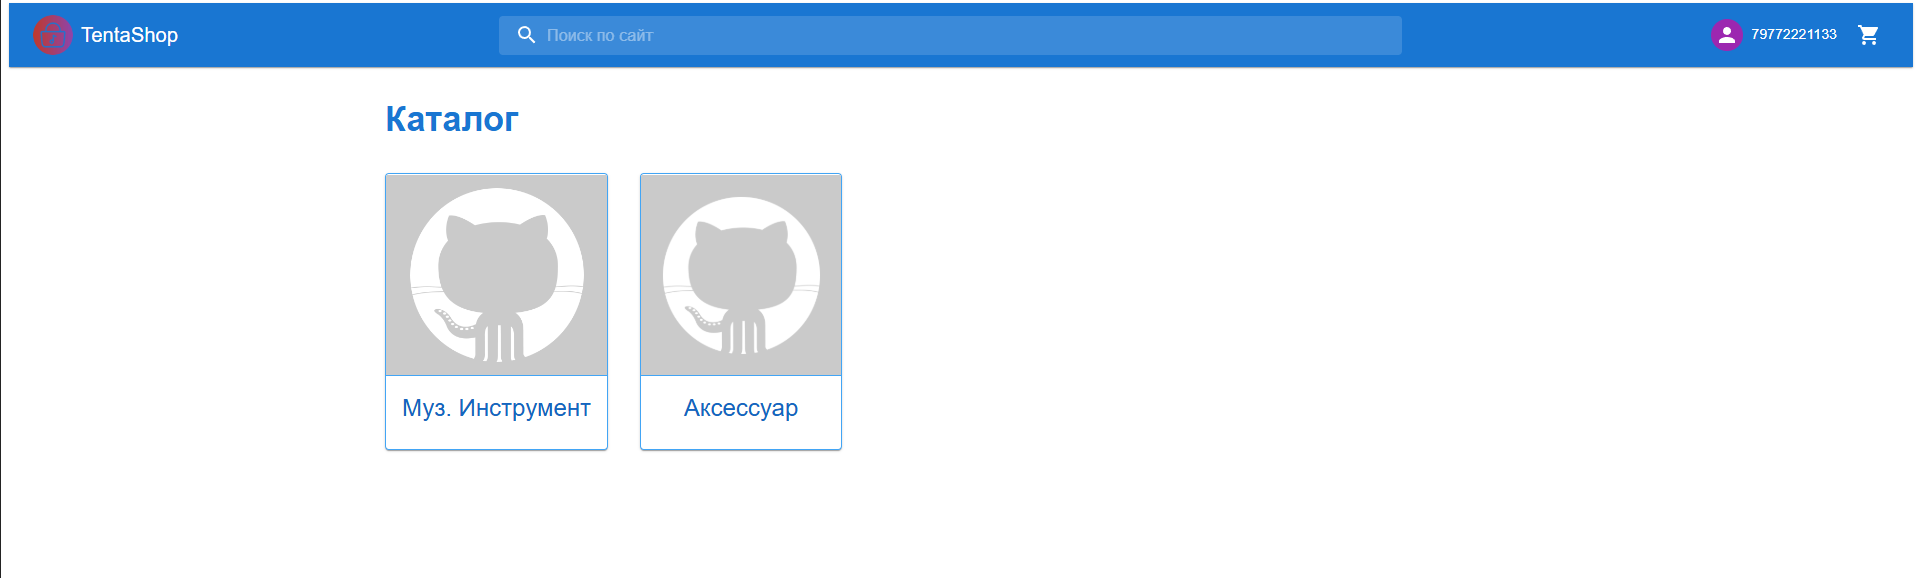 TentaShop
Поиск по сайт
79772221133
Каталог
Муз. Инструмент
Аксессуар